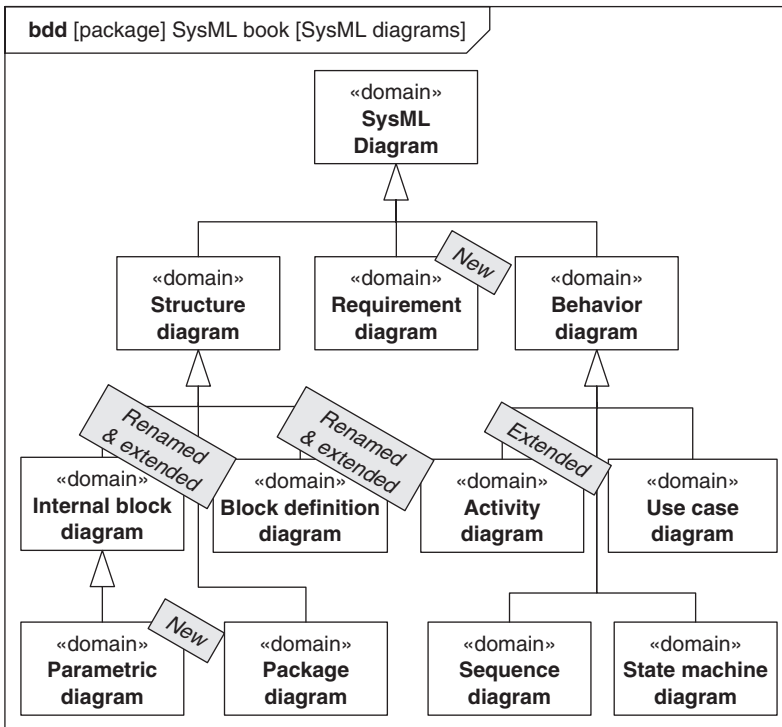 bdd [package] SysML book [SysML diagrams]
«domain»
SysML
Diagram
New
«domain»
Structure
diagram
«domain»
Requirement
diagram
«domain»
Behavior
diagram
Renamed
& extended
Renamed
& extended
Extended
«domain»
Internal block
diagram
«domain»
Block definition
diagram
«domain»
Activity
diagram
«domain»
Use case
diagram
New
«domain»
Parametric
diagram
«domain»
Package
diagram
«domain»
Sequence
diagram
«domain»
State machine
diagram